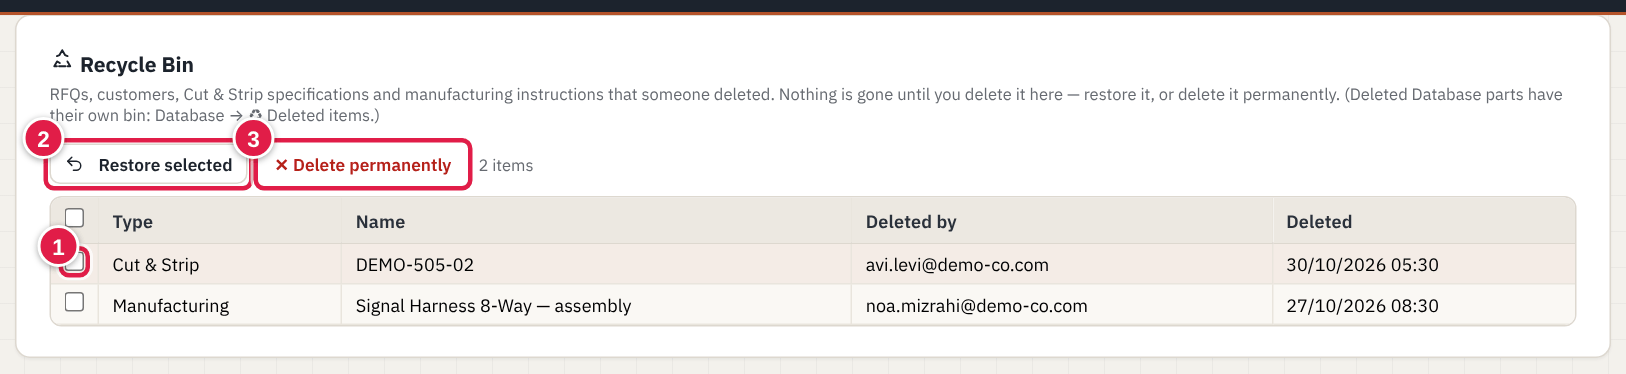 Recycle Bin
RFQs, customers, Cut & Strip specifications and manufacturing instructions that someone deleted. Nothing is gone until you delete it here — restore it, or delete it permanently. (Deleted Database parts have
their own bin: Database → ♻ Deleted items.)
2 3
Restore selected ✕ Delete permanently 2 items
Type Name Deleted by Deleted
1
Cut & Strip DEMO-505-02 avi.levi@demo-co.com 30/10/2026 05:30
Manufacturing Signal Harness 8-Way — assembly noa.mizrahi@demo-co.com 27/10/2026 08:30